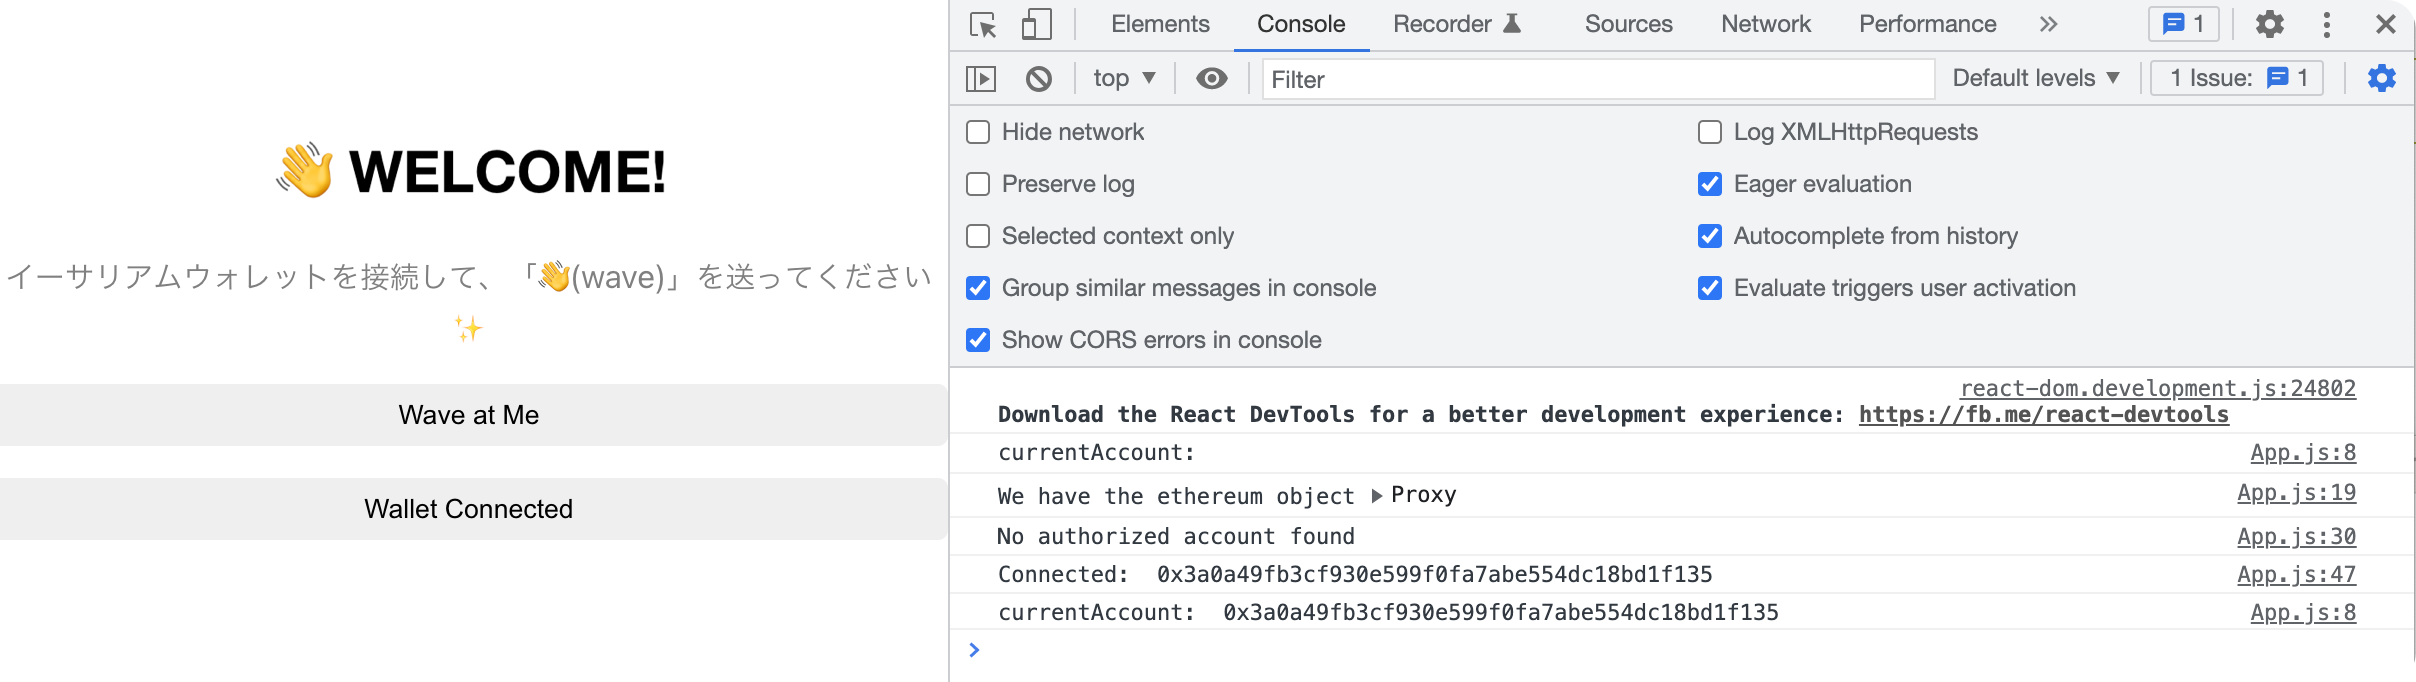 👋 WELCOME!
イーサリアムウォレットを接続して、「👋(wave)」を送ってください
✨
Wave at Me
Wallet Connected
Elements Console Recorder Sources Network Performance 1
top Filter Default levels 1 Issue: 1
Hide network Log XMLHttpRequests
Preserve log Eager evaluation
Selected context only Autocomplete from history
Group similar messages in console Evaluate triggers user activation
Show CORS errors in console
react-dom.development.js:24802
Download the React DevTools for a better development experience: https://fb.me/react-devtools
currentAccount: App.js:8
We have the ethereum object ▶ Proxy App.js:19
No authorized account found App.js:30
Connected: 0x3a0a49fb3cf930e599f0fa7abe554dc18bd1f135 App.js:47
currentAccount: 0x3a0a49fb3cf930e599f0fa7abe554dc18bd1f135 App.js:8